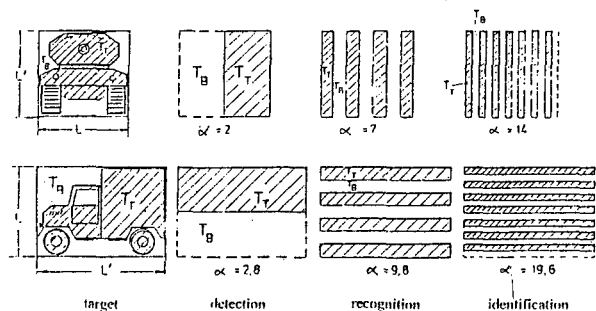 T_B
L' T_B T_T T_B T_T T_T T_B T_T
L α = 2 α = 7 α = 14
T_B T_T T_T T_B T_T T_B
L' α = 2,8 α = 9,8 α = 19,6
target detection recognition identification